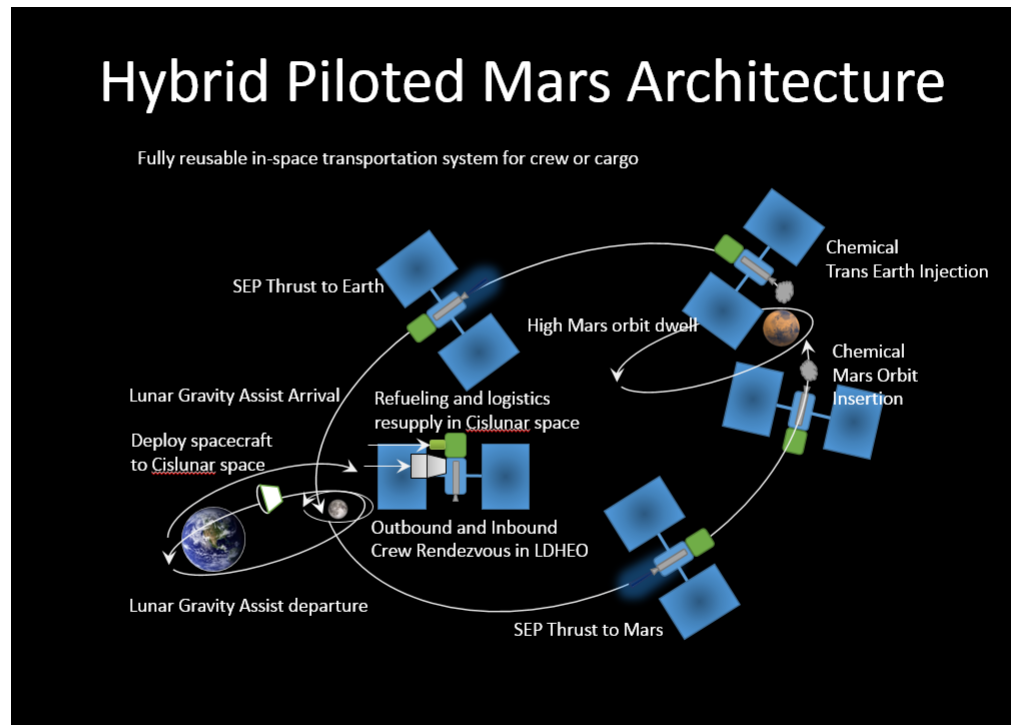 Hybrid Piloted Mars Architecture
Fully reusable in-space transportation system for crew or cargo
Chemical
Trans Earth Injection
SEP Thrust to Earth
High Mars orbit dwell
Chemical
Mars Orbit
Insertion
Lunar Gravity Assist Arrival
Refueling and logistics
resupply in Cislunar space
Deploy spacecraft
to Cislunar space
Outbound and Inbound
Crew Rendezvous in LDHEO
Lunar Gravity Assist departure
SEP Thrust to Mars